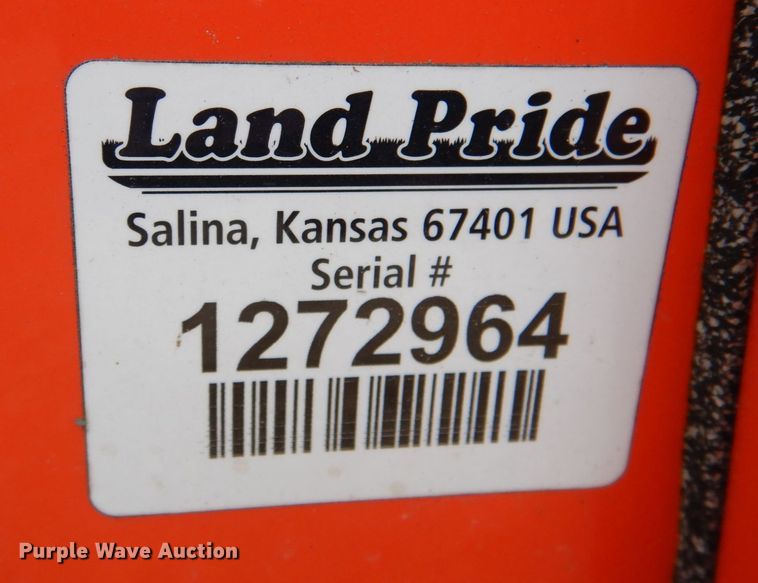 Land Pride
Salina, Kansas 67401 USA
Serial #
1272964
Purple Wave Auction